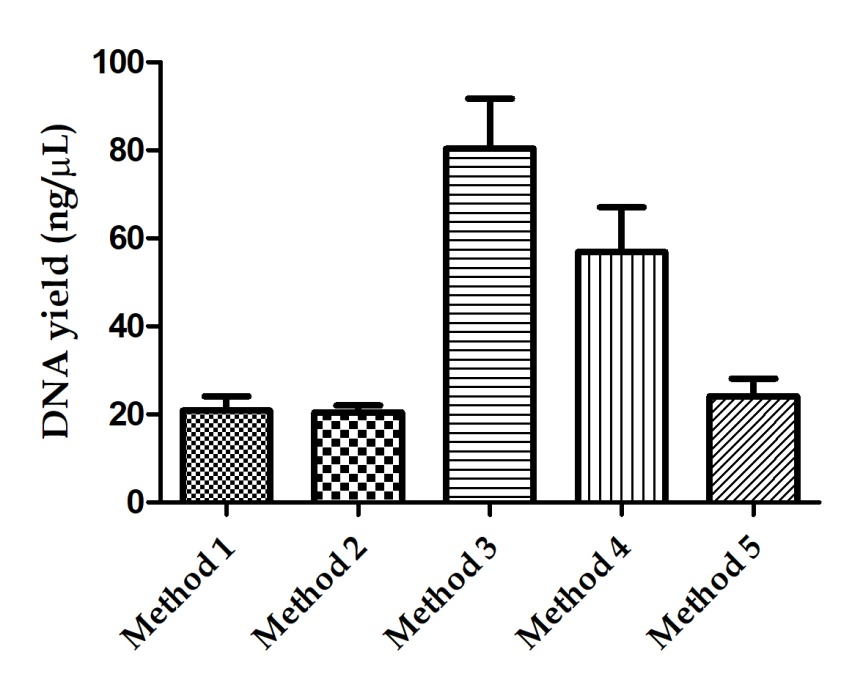 DNA yield (ng/μL)
100
80
60
40
20
0
Method 1
Method 2
Method 3
Method 4
Method 5